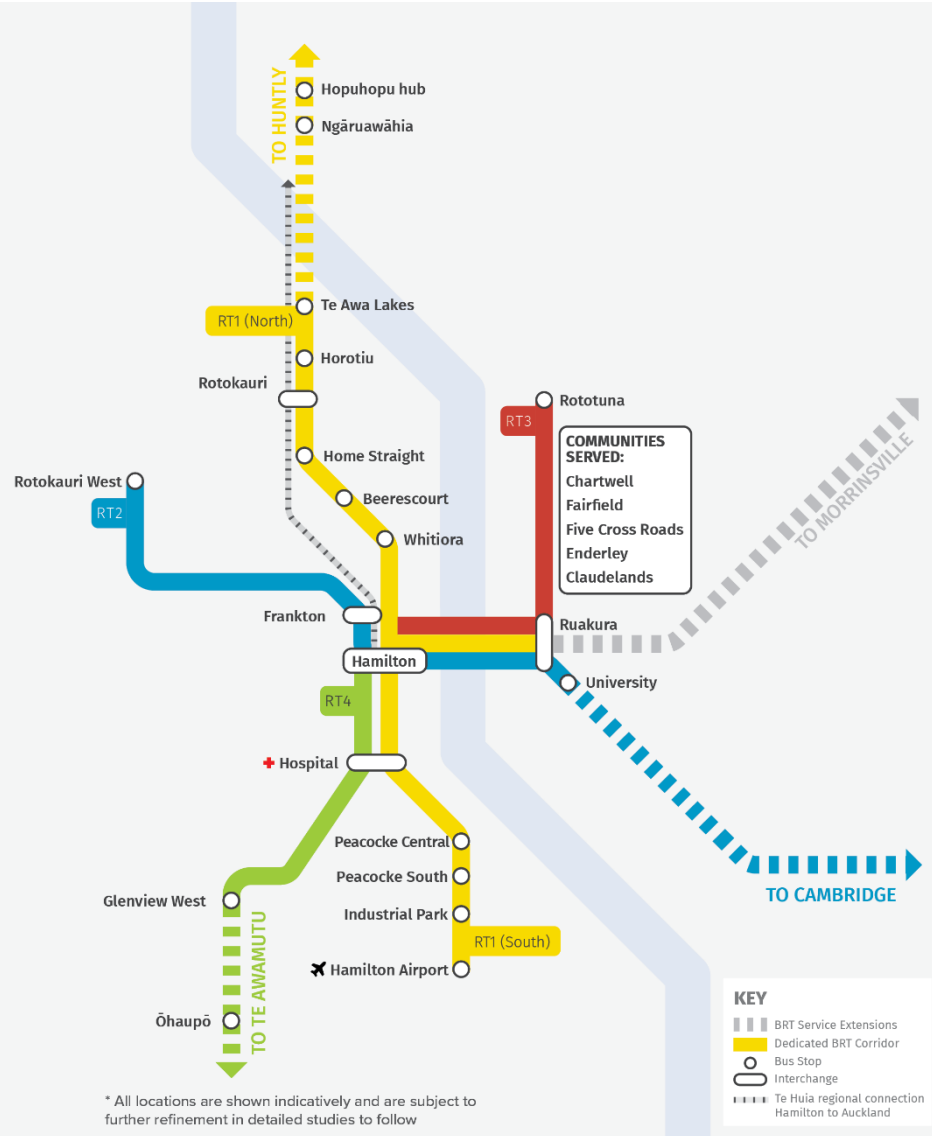 TO HUNTLY
Hopuhopu hub
Ngāruawāhia
Te Awa Lakes
RT1 (North)
Horotiu
Rotokauri
Home Straight
Beerescourt
Whitiora
Rototuna
RT3
COMMUNITIES
SERVED:
Chartwell
Fairfield
Five Cross Roads
Enderley
Claudelands
TO MORRINSVILLE
Rotokauri West
RT2
Frankton
Hamilton
Ruakura
University
RT4
Hospital
Peacocke Central
Peacocke South
Industrial Park
RT1 (South)
Hamilton Airport
TO CAMBRIDGE
Glenview West
TO TE AWAMUTU
Ōhaupō
KEY
BRT Service Extensions
Dedicated BRT Corridor
Bus Stop
Interchange
Te Huia regional connection
Hamilton to Auckland
* All locations are shown indicatively and are subject to
further refinement in detailed studies to follow